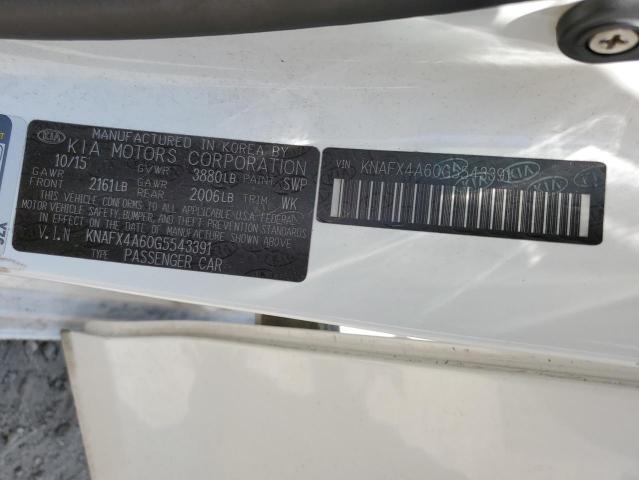 MANUFACTURED IN KOREA BY
KIA KIA MOTORS CORPORATION
10/15 GVWR 3880LB PAINT SWP
GAWR FRONT 2161LB GAWR REAR 2006LB TRIM WK
THIS VEHICLE CONFORMS TO ALL APPLICABLE U.S.A. FEDERAL
MOTOR VEHICLE SAFETY, BUMPER, AND THEFT PREVENTION STANDARDS
IN EFFECT ON THE DATE OF MANUFACTURE SHOWN ABOVE.
V.I.N KNAFX4A60G5543391
TYPE PASSENGER CAR
VIN KNAFX4A60G5543391